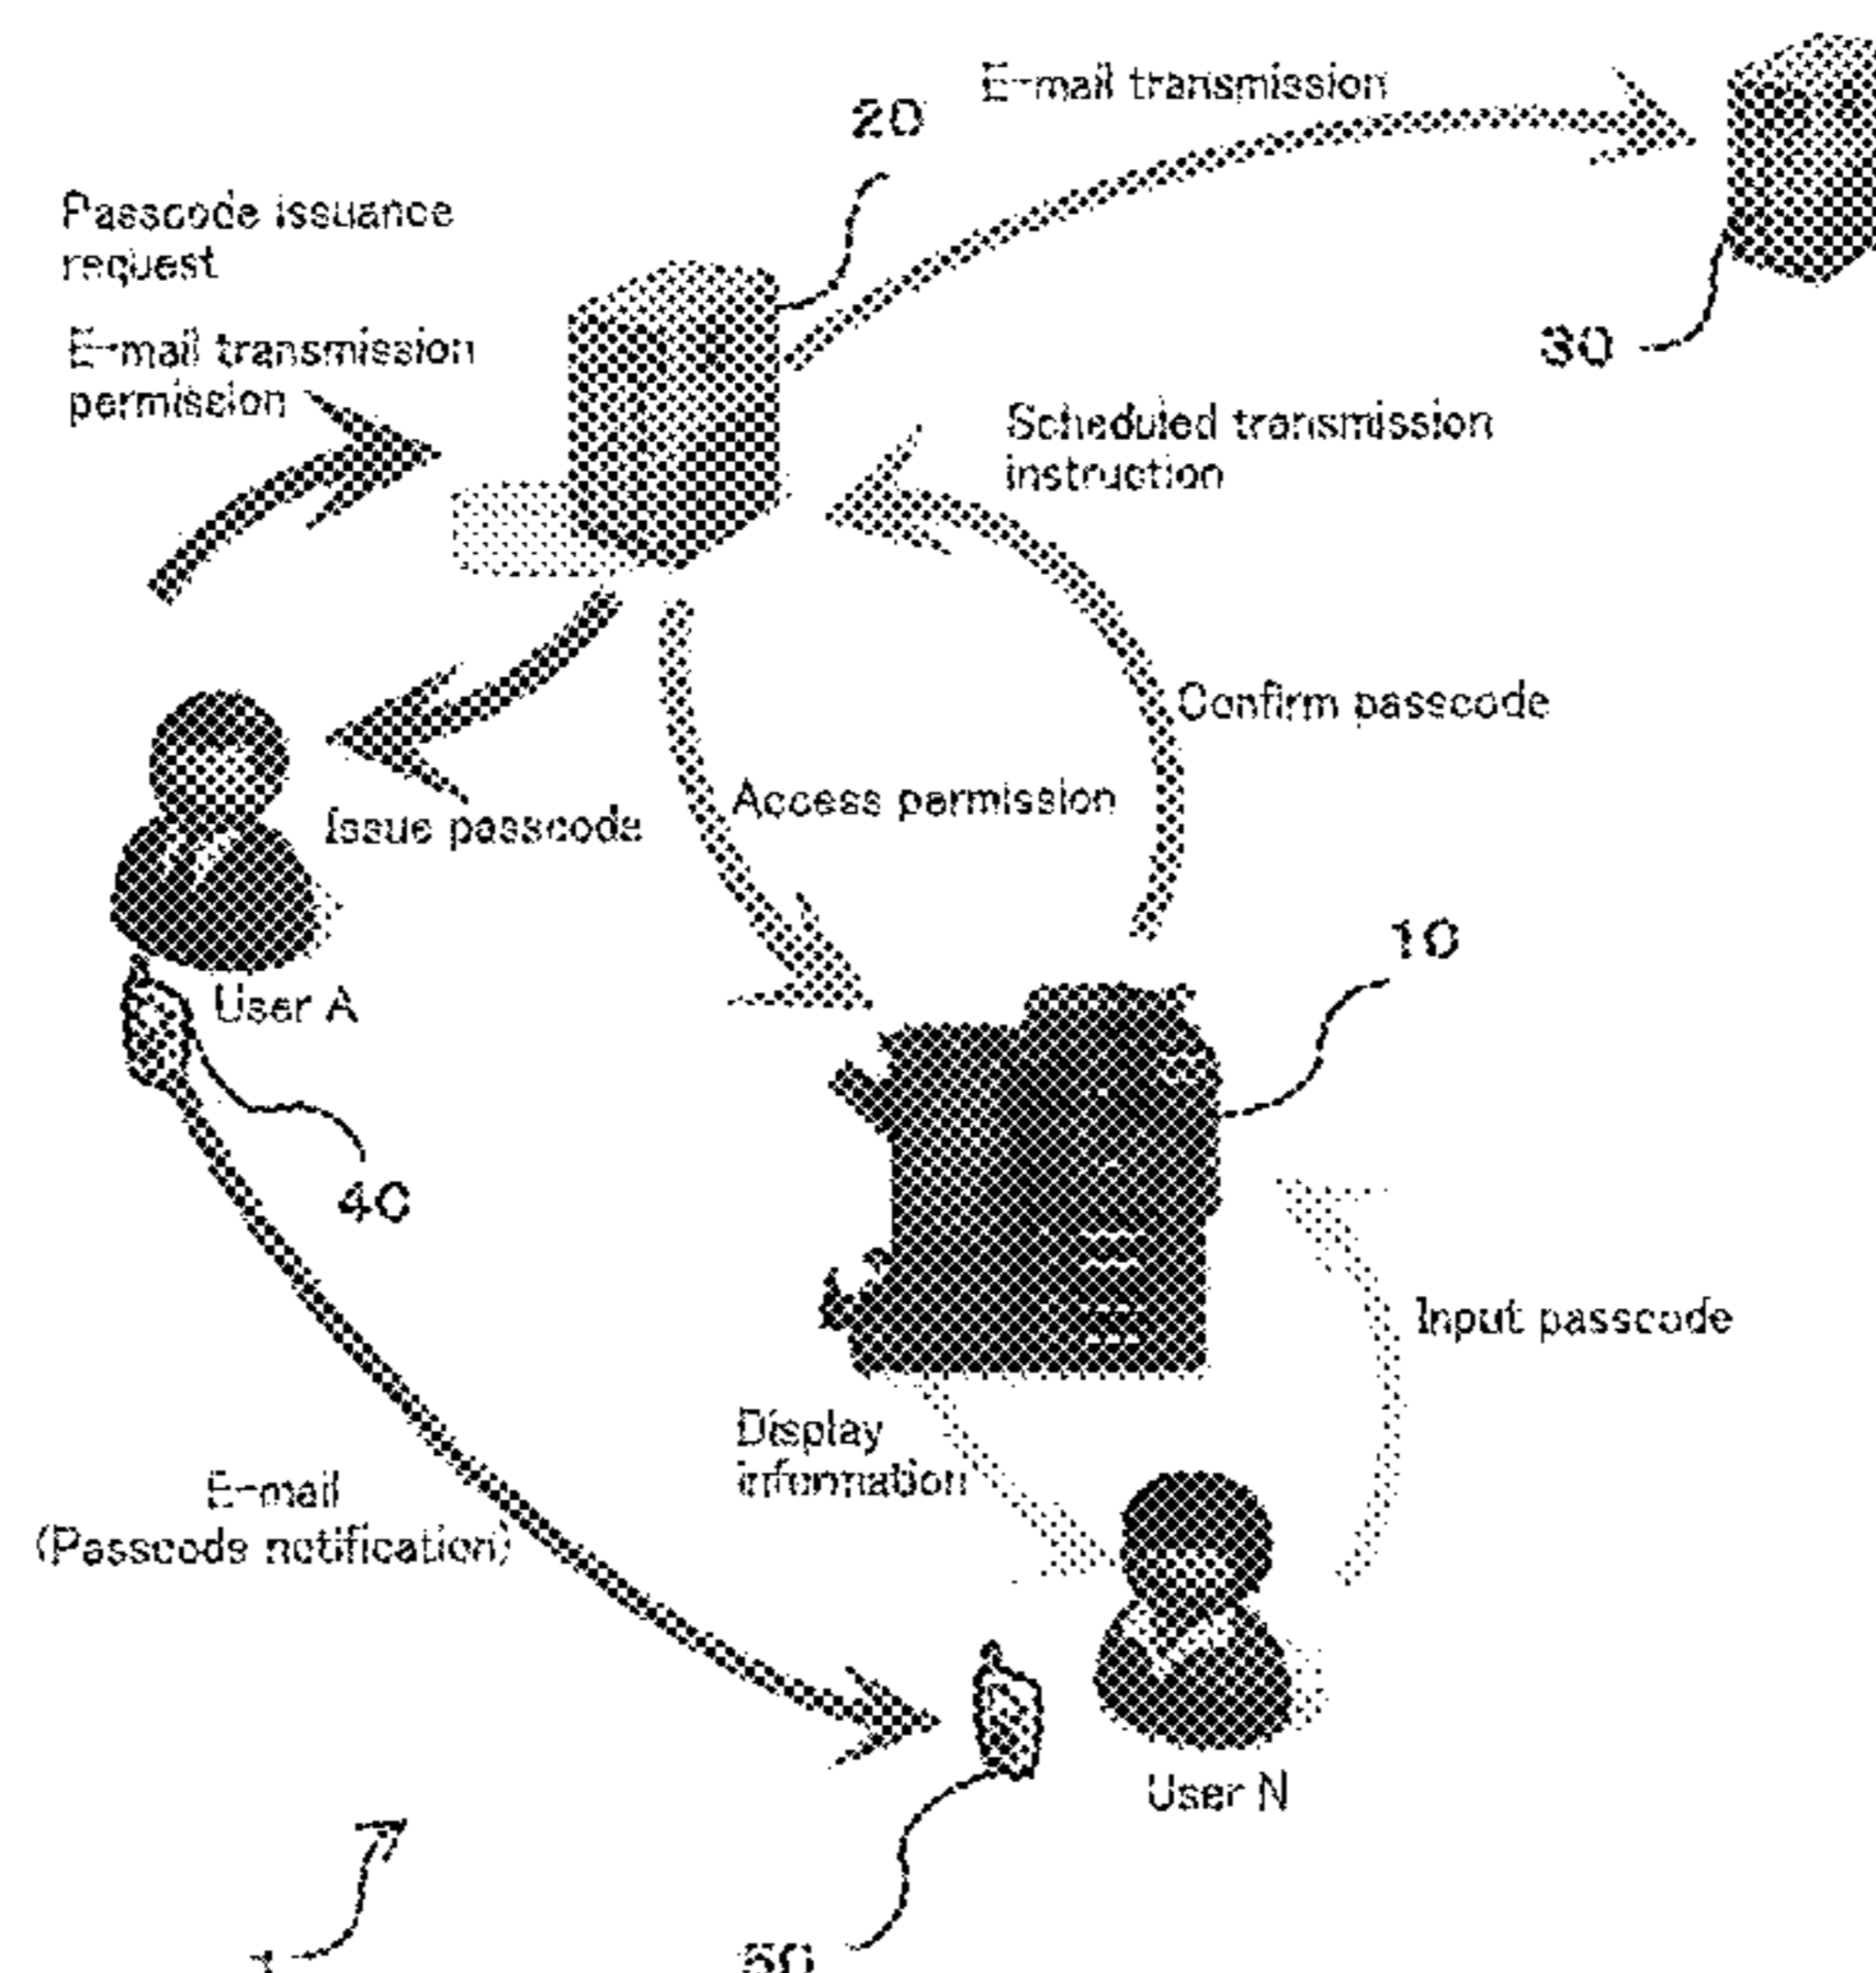 E-mail transmission
20
Passcode issuance
request
30
E-mail transmission
permission
Scheduled transmission
instruction
Confirm passcode
Access permission
Issue passcode
10
User A
40
Input passcode
Display
information
E-mail
(Passcode notification)
User N
1
50